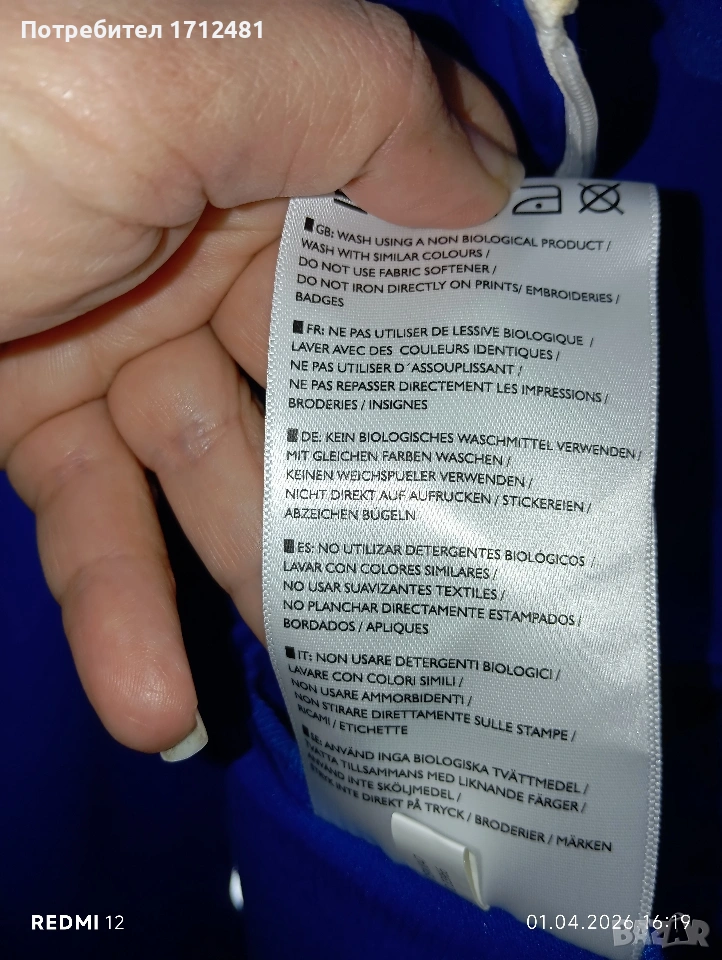 Потребител 1712481
GB: WASH USING A NON BIOLOGICAL PRODUCT /
WASH WITH SIMILAR COLOURS /
DO NOT USE FABRIC SOFTENER /
DO NOT IRON DIRECTLY ON PRINTS/ EMBROIDERIES /
BADGES
FR: NE PAS UTILISER DE LESSIVE BIOLOGIQUE /
LAVER AVEC DES COULEURS IDENTIQUES /
NE PAS UTILISER D´ASSOUPLISSANT /
NE PAS REPASSER DIRECTEMENT LES IMPRESSIONS /
BRODERIES / INSIGNES
DE: KEIN BIOLOGISCHES WASCHMITTEL VERWENDEN /
MIT GLEICHEN FARBEN WASCHEN /
KEINEN WEICHSPUELER VERWENDEN /
NICHT DIREKT AUF AUFRUCKEN / STICKEREIEN /
ABZEICHEN BÜGELN
ES: NO UTILIZAR DETERGENTES BIOLÓGICOS /
LAVAR CON COLORES SIMILARES /
NO USAR SUAVIZANTES TEXTILES /
NO PLANCHAR DIRECTAMENTE ESTAMPADOS /
BORDADOS / APLIQUES
IT: NON USARE DETERGENTI BIOLOGICI /
LAVARE CON COLORI SIMILI /
NON USARE AMMORBIDENTI /
NON STIRARE DIRETTAMENTE SULLE STAMPE /
RICAMI / ETICHETTE
SE: ANVÄND INGA BIOLOGISKA TVÄTTMEDEL /
TVÄTTA TILLSAMMANS MED LIKNANDE FÄRGER /
ANVÄND INTE SKÖLJMEDEL /
STRYK INTE DIREKT PÅ TRYCK / BRODERIER / MÄRKEN
REDMI 12
01.04.2026 16:19
BAZAR